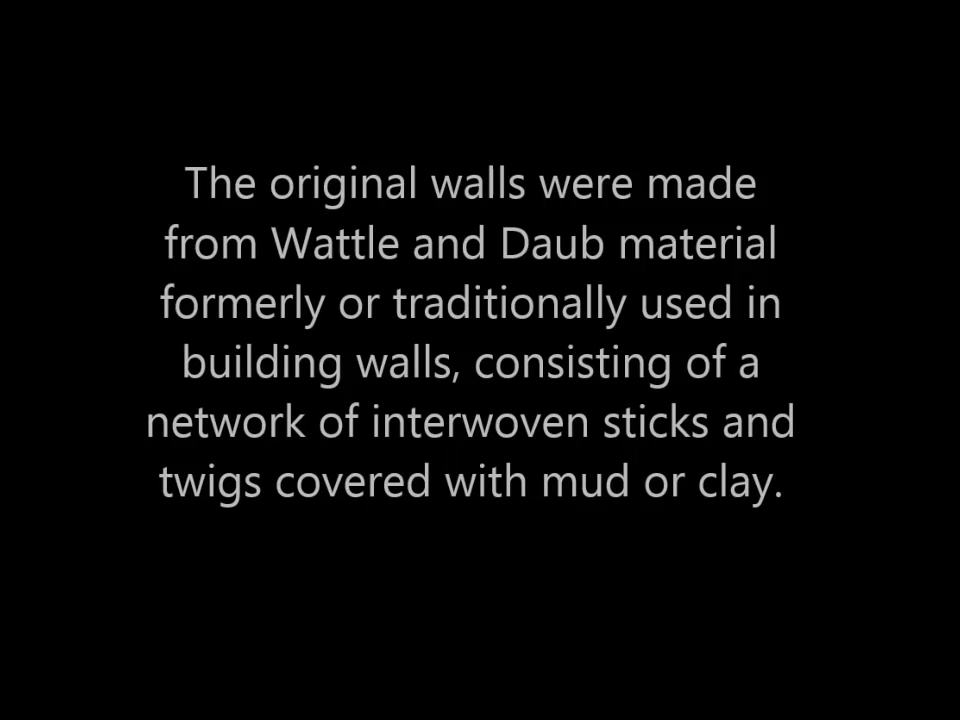 The original walls were made
from Wattle and Daub material
formerly or traditionally used in
building walls, consisting of a
network of interwoven sticks and
twigs covered with mud or clay.